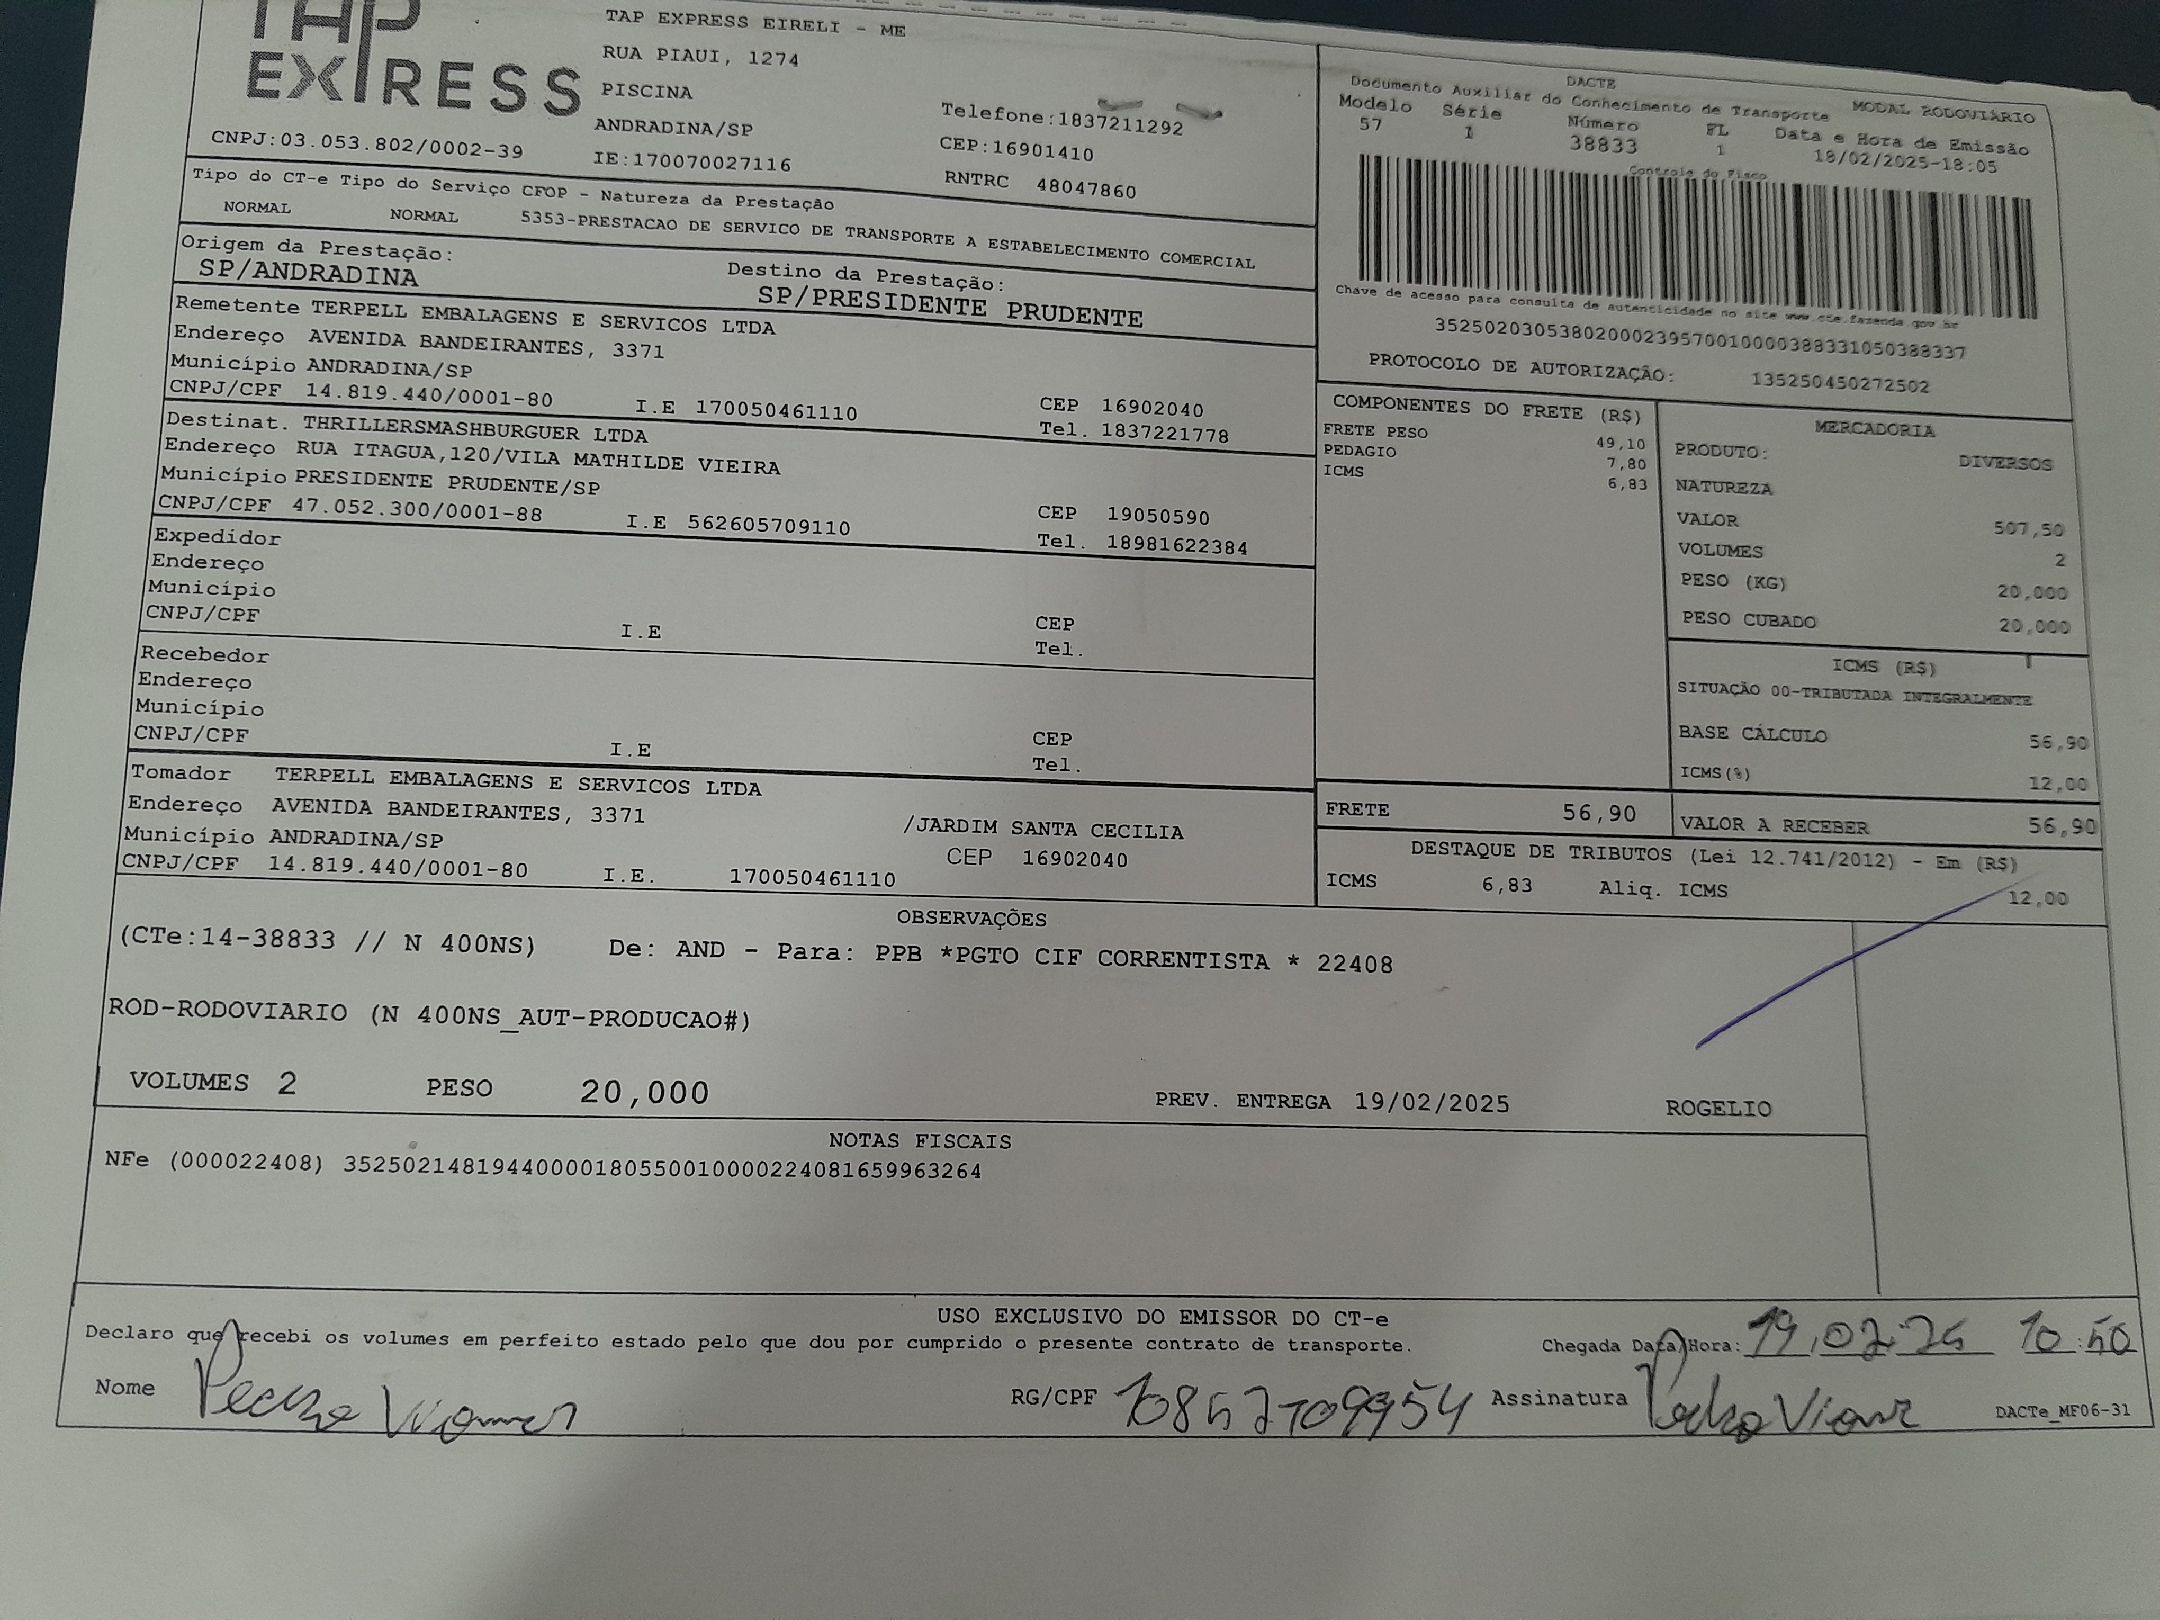 TAP
EXPRESS
TAP EXPRESS EIRELI - ME
RUA PIAUI, 1274
PISCINA
ANDRADINA/SP
Telefone:1837211292
CNPJ:03.053.802/0002-39
IE:170070027116
CEP:16901410
RNTRC 48047860
DACTE
Documento Auxiliar do Conhecimento de Transporte
MODAL RODOVIÁRIO
Modelo Série Número FL Data e Hora de Emissão
57 1 38833 1 18/02/2025-18:05
Controle do Fisco
Chave de acesso para consulta de autenticidade no site www.cte.fazenda.gov.br
35250203053802000239570010000388331050388337
PROTOCOLO DE AUTORIZAÇÃO: 135250450272502
Tipo do CT-e Tipo do Serviço CFOP - Natureza da Prestação
NORMAL NORMAL 5353-PRESTACAO DE SERVICO DE TRANSPORTE A ESTABELECIMENTO COMERCIAL
Origem da Prestação:
SP/ANDRADINA
Destino da Prestação:
SP/PRESIDENTE PRUDENTE
Remetente TERPELL EMBALAGENS E SERVICOS LTDA
Endereço AVENIDA BANDEIRANTES, 3371
Município ANDRADINA/SP
CEP 16902040
CNPJ/CPF 14.819.440/0001-80 I.E 170050461110
Tel. 1837221778
Destinat. THRILLERSMASHBURGUER LTDA
Endereço RUA ITAGUA,120/VILA MATHILDE VIEIRA
Município PRESIDENTE PRUDENTE/SP
CEP 19050590
CNPJ/CPF 47.052.300/0001-88 I.E 562605709110
Tel. 18981622384
Expedidor
Endereço
Município
CEP
CNPJ/CPF I.E
Tel.
Recebedor
Endereço
Município
CEP
CNPJ/CPF I.E
Tel.
Tomador TERPELL EMBALAGENS E SERVICOS LTDA
Endereço AVENIDA BANDEIRANTES, 3371 /JARDIM SANTA CECILIA
Município ANDRADINA/SP CEP 16902040
CNPJ/CPF 14.819.440/0001-80 I.E. 170050461110
COMPONENTES DO FRETE (R$)
FRETE PESO 49,10
PEDAGIO 7,80
ICMS 6,83
MERCADORIA
PRODUTO: DIVERSOS
NATUREZA
VALOR 507,50
VOLUMES 2
PESO (KG) 20,000
PESO CUBADO 20,000
ICMS (R$)
SITUAÇÃO 00-TRIBUTADA INTEGRALMENTE
BASE CÁLCULO 56,90
ICMS(%) 12,00
FRETE 56,90
VALOR A RECEBER 56,90
DESTAQUE DE TRIBUTOS (Lei 12.741/2012) - Em (R$)
ICMS 6,83 Aliq. ICMS 12,00
OBSERVAÇÕES
(CTe:14-38833 // N 400NS) De: AND - Para: PPB *PGTO CIF CORRENTISTA * 22408
ROD-RODOVIARIO (N 400NS_AUT-PRODUCAO#)
VOLUMES 2 PESO 20,000 PREV. ENTREGA 19/02/2025 ROGELIO
NOTAS FISCAIS
NFe (000022408) 35250214819440000180550010000224081659963264
USO EXCLUSIVO DO EMISSOR DO CT-e
Declaro que recebi os volumes em perfeito estado pelo que dou por cumprido o presente contrato de transporte.
Chegada Data/Hora: 19,02,25 10:50
Nome Pedro Viana
RG/CPF 10852709954
Assinatura Pedro Viana
DACTe_MF06-31